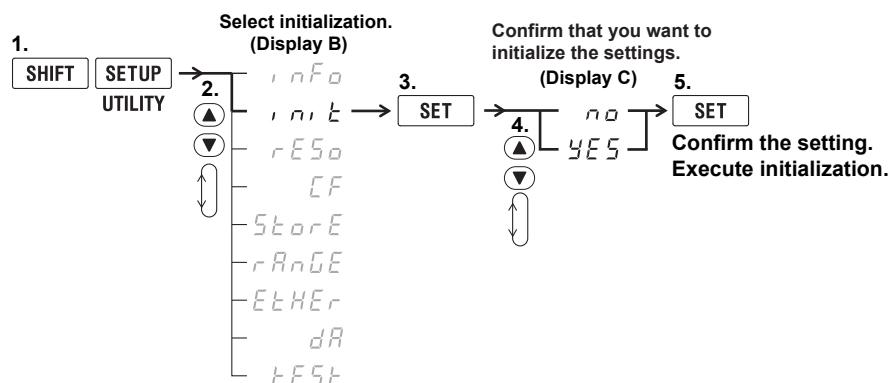 Select initialization.
(Display B)
Confirm that you want to
initialize the settings.
(Display C)
1.
SHIFT SETUP
UTILITY
2.
inFo
init
rESo
CF
StorE
rAnGE
EtHEr
dA
tESt
3.
SET
4.
no
YES
5.
SET
Confirm the setting.
Execute initialization.